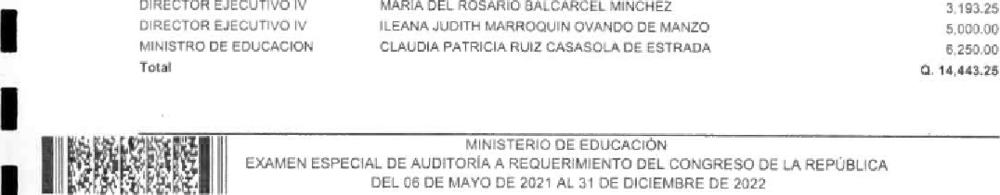 DIRECTOR EJECUTIVO IV MARIA DEL ROSARIO BALCARCEL MINCHEZ 3,193.25
DIRECTOR EJECUTIVO IV ILEANA JUDITH MARROQUIN OVANDO DE MANZO 5,000.00
MINISTRO DE EDUCACION CLAUDIA PATRICIA RUIZ CASASOLA DE ESTRADA 6,250.00
Total Q. 14,443.25
MINISTERIO DE EDUCACIÓN
EXAMEN ESPECIAL DE AUDITORÍA A REQUERIMIENTO DEL CONGRESO DE LA REPÚBLICA
DEL 06 DE MAYO DE 2021 AL 31 DE DICIEMBRE DE 2022